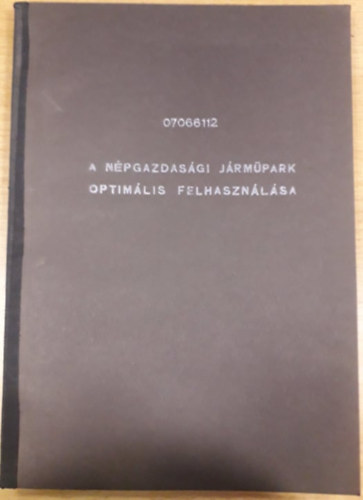 07066112
A NÉPGAZDASÁGI JÁRMŰPARK
OPTIMÁLIS FELHASZNÁLÁSA